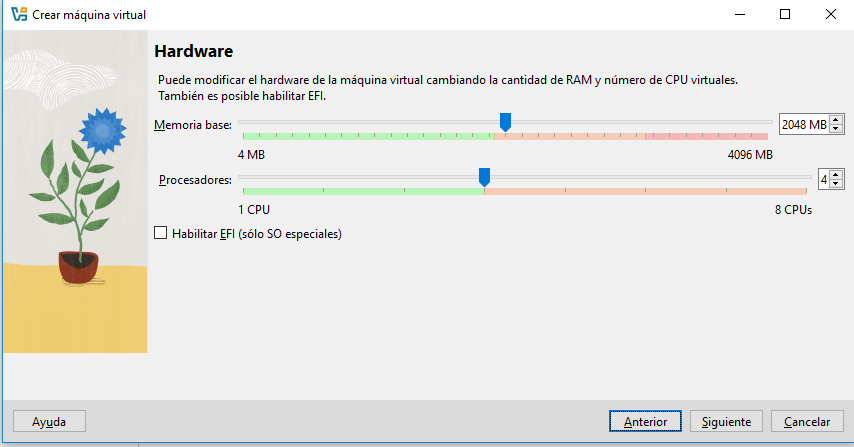 Crear máquina virtual
Hardware
Puede modificar el hardware de la máquina virtual cambiando la cantidad de RAM y número de CPU virtuales.
También es posible habilitar EFI.
Memoria base:
2048 MB
4 MB
4096 MB
Procesadores:
4
1 CPU
8 CPUs
Habilitar EFI (sólo SO especiales)
Ayuda
Anterior
Siguiente
Cancelar